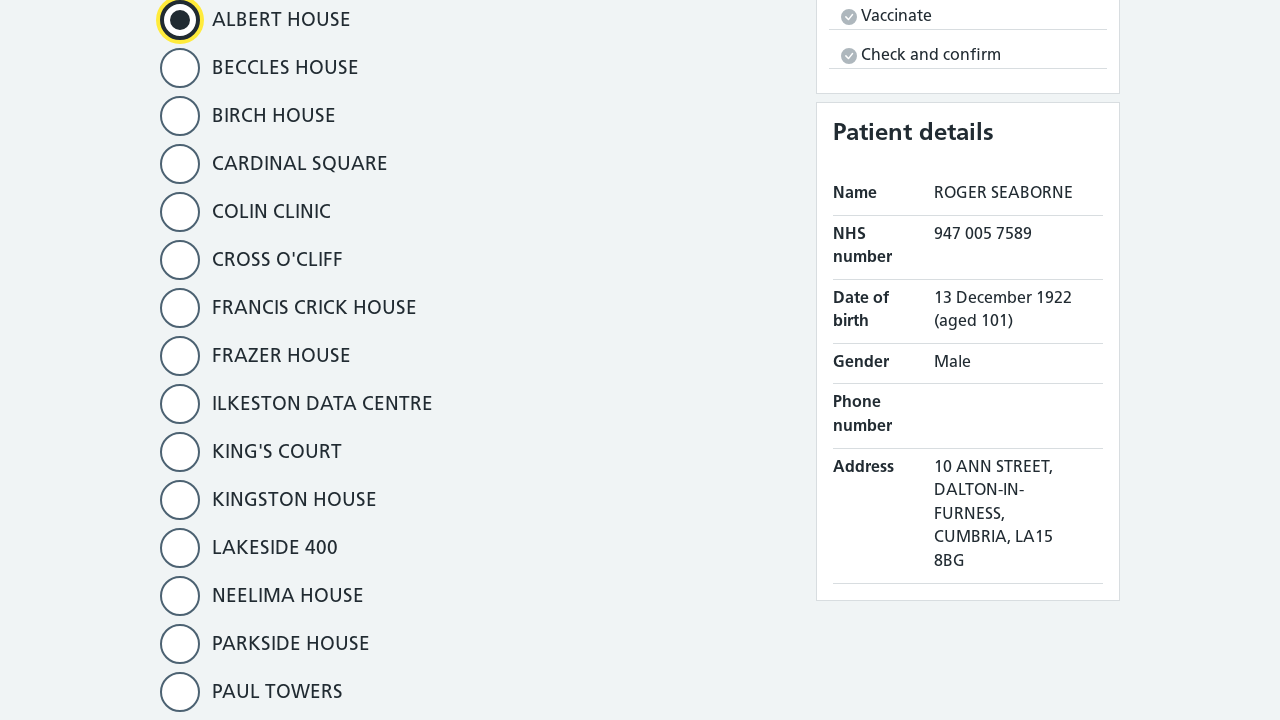 ALBERT HOUSE
BECCLES HOUSE
BIRCH HOUSE
CARDINAL SQUARE
COLIN CLINIC
CROSS O'CLIFF
FRANCIS CRICK HOUSE
FRAZER HOUSE
ILKESTON DATA CENTRE
KING'S COURT
KINGSTON HOUSE
LAKESIDE 400
NEELIMA HOUSE
PARKSIDE HOUSE
PAUL TOWERS
Vaccinate
Check and confirm
Patient details
Name ROGER SEABORNE
NHS 947 005 7589
number
Date of 13 December 1922
birth (aged 101)
Gender Male
Phone
number
Address 10 ANN STREET,
DALTON-IN-
FURNESS,
CUMBRIA, LA15
8BG